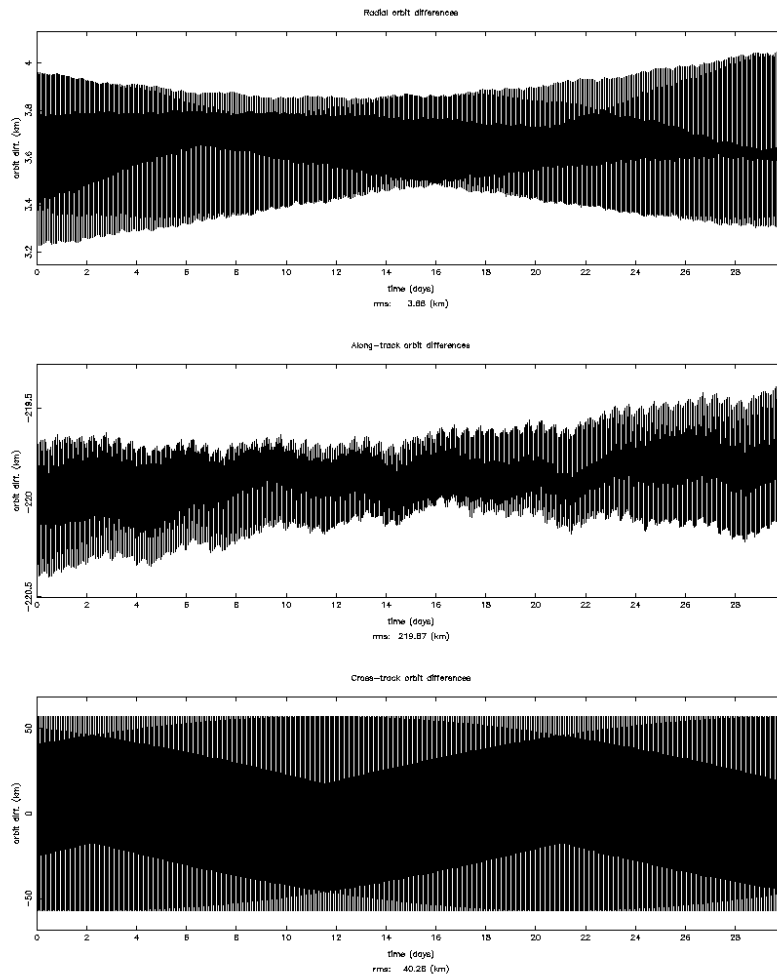 Radial orbit differences
orbit diff. (km)
3.2 3.4 3.6 3.8 4
0 2 4 6 8 10 12 14 16 18 20 22 24 26 28
time (days)
rms: 3.66 (km)
Along-track orbit differences
orbit diff. (km)
-220.5 -220 -219.5
0 2 4 6 8 10 12 14 16 18 20 22 24 26 28
time (days)
rms: 219.87 (km)
Cross-track orbit differences
orbit diff. (km)
-50 0 50
0 2 4 6 8 10 12 14 16 18 20 22 24 26 28
time (days)
rms: 40.26 (km)